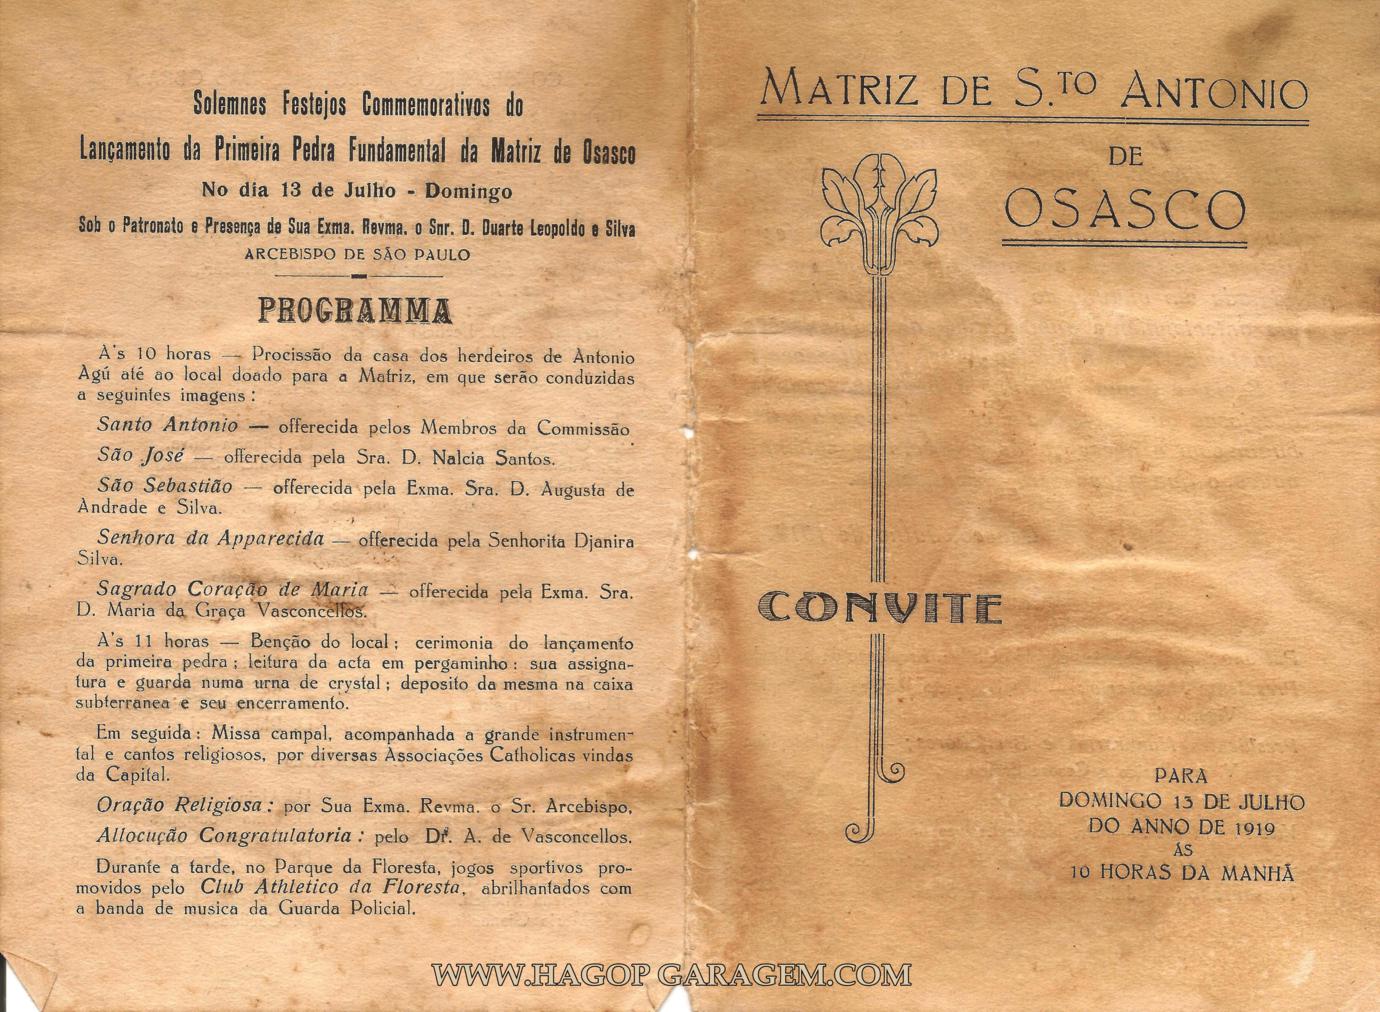 Solemnes Festejos Commemorativos do
Lançamento da Primeira Pedra Fundamental da Matriz de Osasco
No dia 13 de Julho - Domingo
Sob o Patronato e Presença de Sua Exma. Revma. o Snr. D. Duarte Leopoldo e Silva
ARCEBISPO DE SÃO PAULO
PROGRAMMA
A's 10 horas — Procissão da casa dos herdeiros de Antonio
Agú até ao local doado para a Matriz, em que serão conduzidas
a seguintes imagens :
Santo Antonio — offerecida pelos Membros da Commissão.
São José — offerecida pela Sra. D. Nalcia Santos.
São Sebastião — offerecida pela Exma. Sra. D. Augusta de
Andrade e Silva.
Senhora da Apparecida — offerecida pela Senhorita Djanira
Silva.
Sagrado Coração de Maria — offerecida pela Exma. Sra.
D. Maria da Graça Vasconcellos.
A's 11 horas — Benção do local ; cerimonia do lançamento
da primeira pedra ; leitura da acta em pergaminho : sua assigna-
tura e guarda numa urna de crystal ; deposito da mesma na caixa
subterranea e seu encerramento.
Em seguida : Missa campal, acompanhada a grande instrumen-
tal e cantos religiosos, por diversas Associações Catholicas vindas
da Capital.
Oração Religiosa : por Sua Exma. Revma. o Sr. Arcebispo,
Allocução Congratulatoria : pelo Dr. A. de Vasconcellos.
Durante a tarde, no Parque da Floresta, jogos sportivos pro-
movidos pelo Club Athletico da Floresta, abrilhantados com
a banda de musica da Guarda Policial.
MATRIZ DE S.TO ANTONIO
DE
OSASCO
CONVITE
PARA
DOMINGO 13 DE JULHO
DO ANNO DE 1919
ÁS
10 HORAS DA MANHÃ
WWW.HAGOP GARAGEM.COM